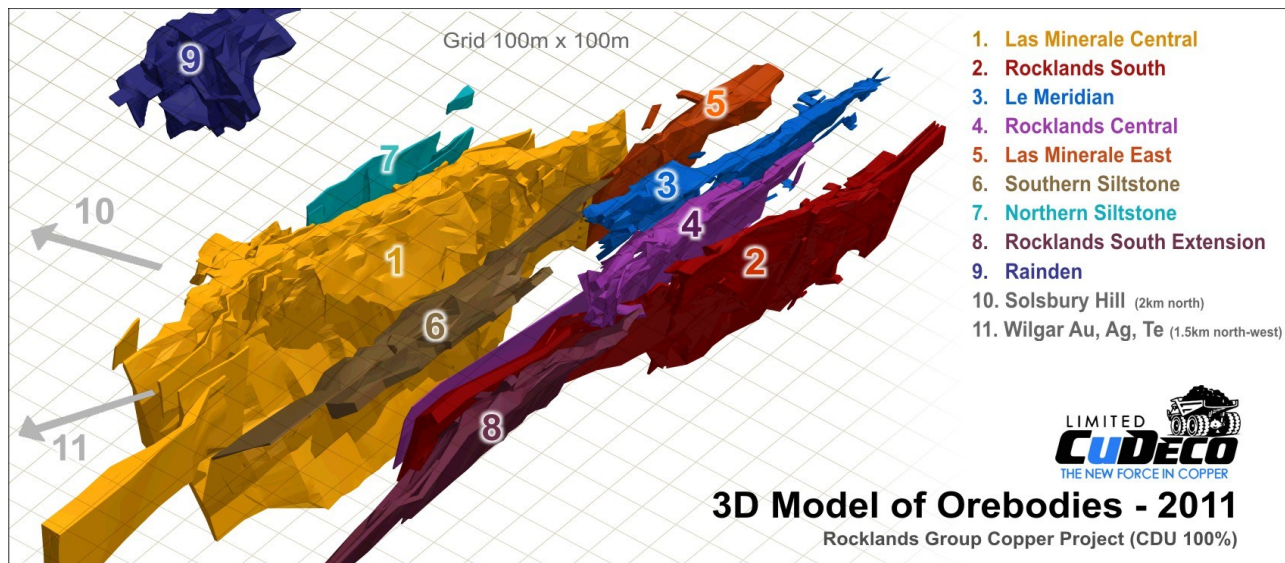 Grid 100m x 100m
9
5
7
3
10
4
1
2
6
8
11
1. Las Minerale Central
2. Rocklands South
3. Le Meridian
4. Rocklands Central
5. Las Minerale East
6. Southern Siltstone
7. Northern Siltstone
8. Rocklands South Extension
9. Rainden
10. Solsbury Hill (2km north)
11. Wilgar Au, Ag, Te (1.5km north-west)
LIMITED
CuDeco
THE NEW FORCE IN COPPER
3D Model of Orebodies - 2011
Rocklands Group Copper Project (CDU 100%)